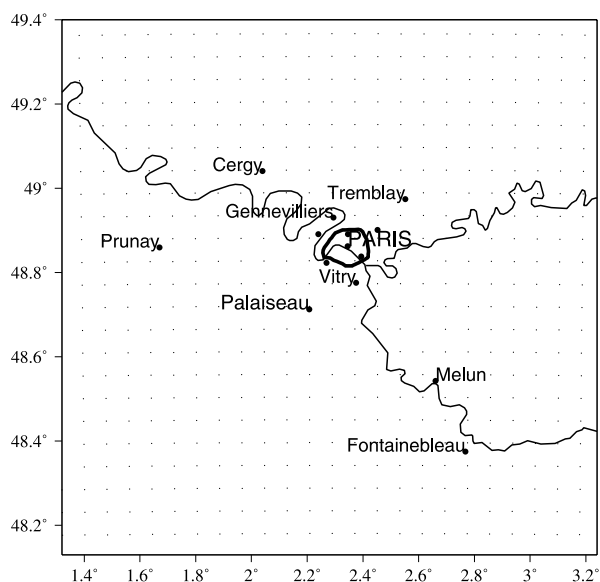 49.4°
49.2°
Cergy
49°
Tremblay
Gennevilliers
PARIS
Prunay
48.8°
Vitry
Palaiseau
48.6°
Melun
Fontainebleau
48.4°
48.2°
1.4° 1.6° 1.8° 2° 2.2° 2.4° 2.6° 2.8° 3° 3.2°